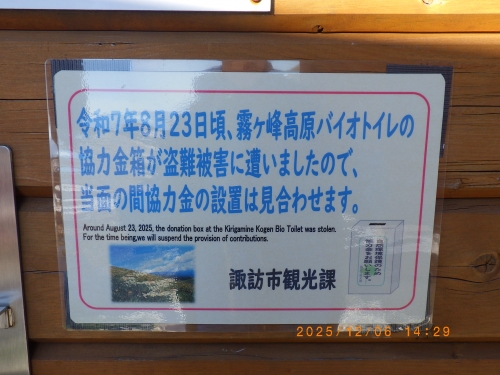 令和7年8月23日頃、霧ヶ峰高原バイオトイレの
協力金箱が盗難被害に遭いましたので、
当面の間協力金の設置は見合わせます。
Around August 23, 2025, the donation box at the Kirigamine Kogen Bio Toilet was stolen.
For the time being,we will suspend the provision of contributions.
諏訪市観光課
2025/12/06 14:29